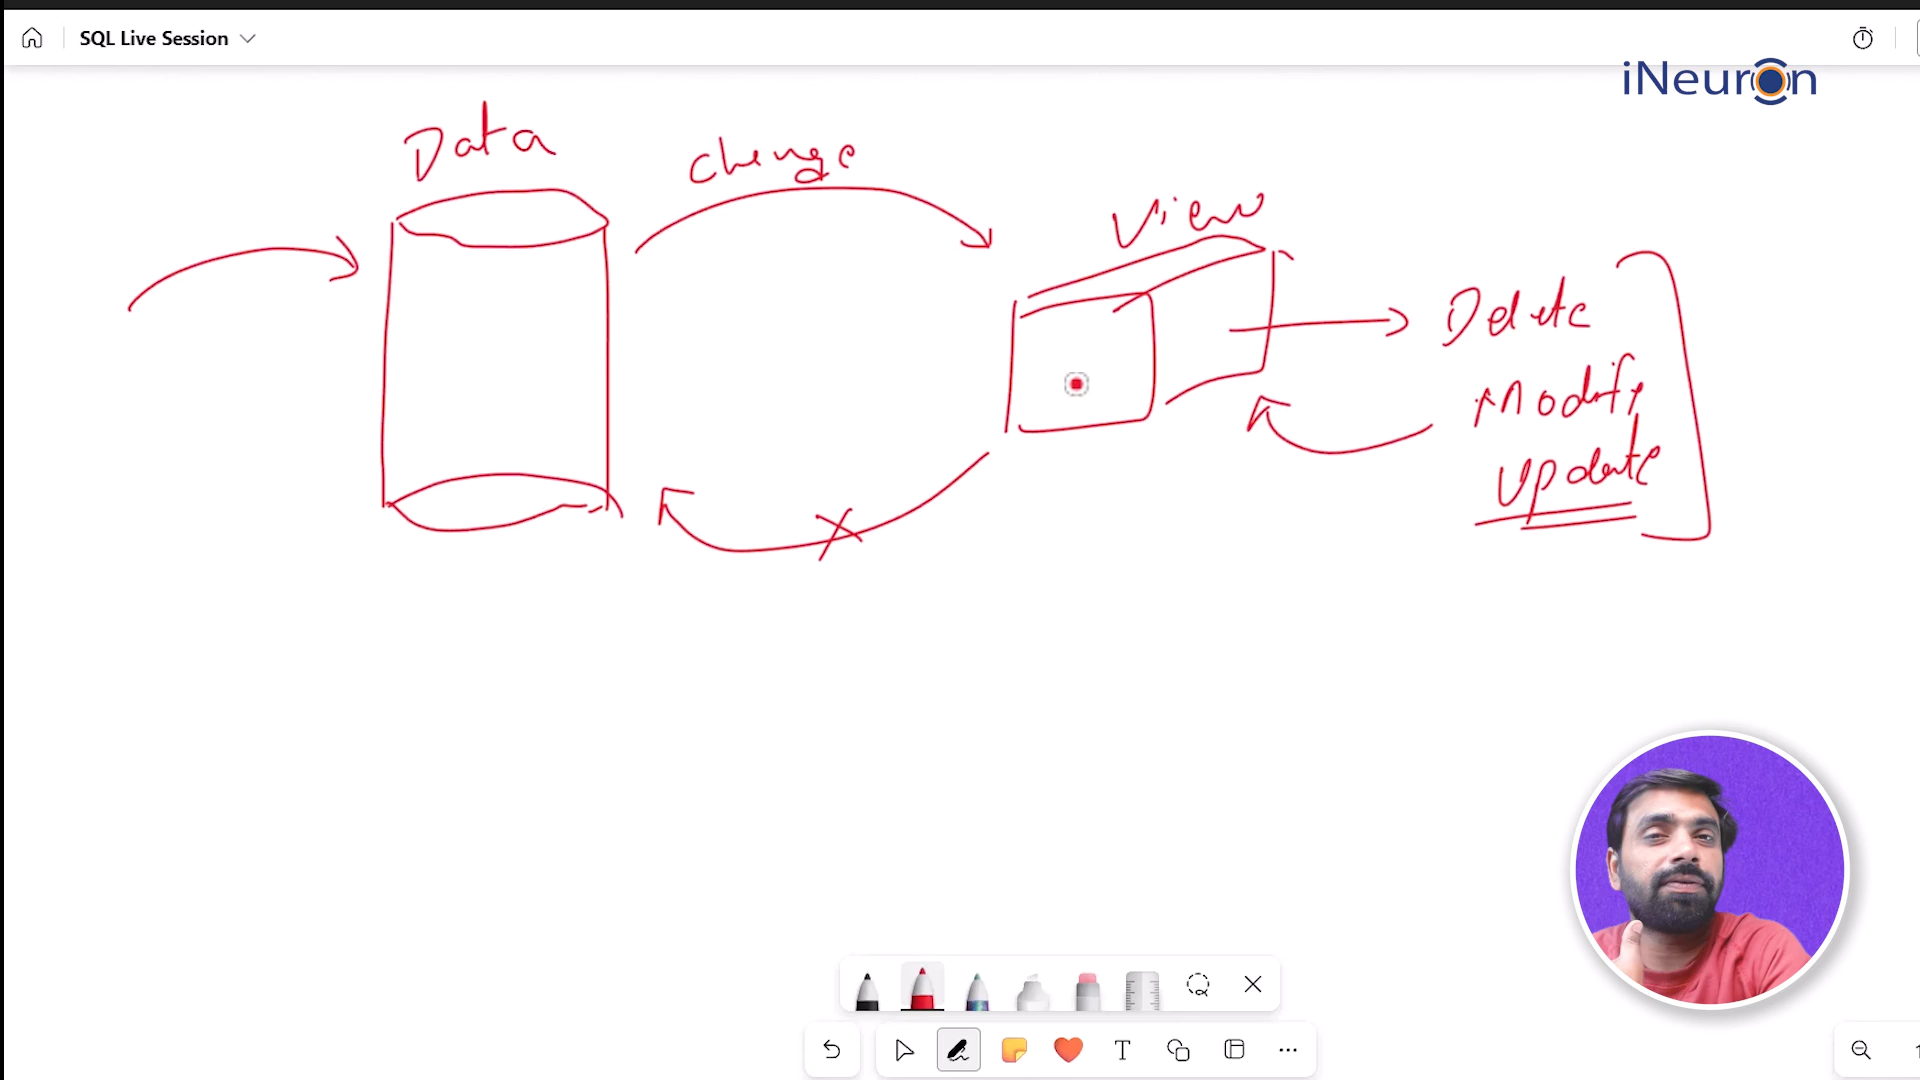 SQL Live Session
iNeuron
Data
Change
View
Delete
Modify
Update
T